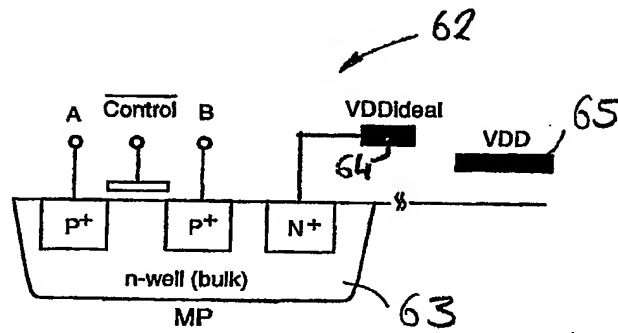 62
A Control B VDDideal
64 VDD 65
P+ P+ N+
n-well (bulk)
MP 63